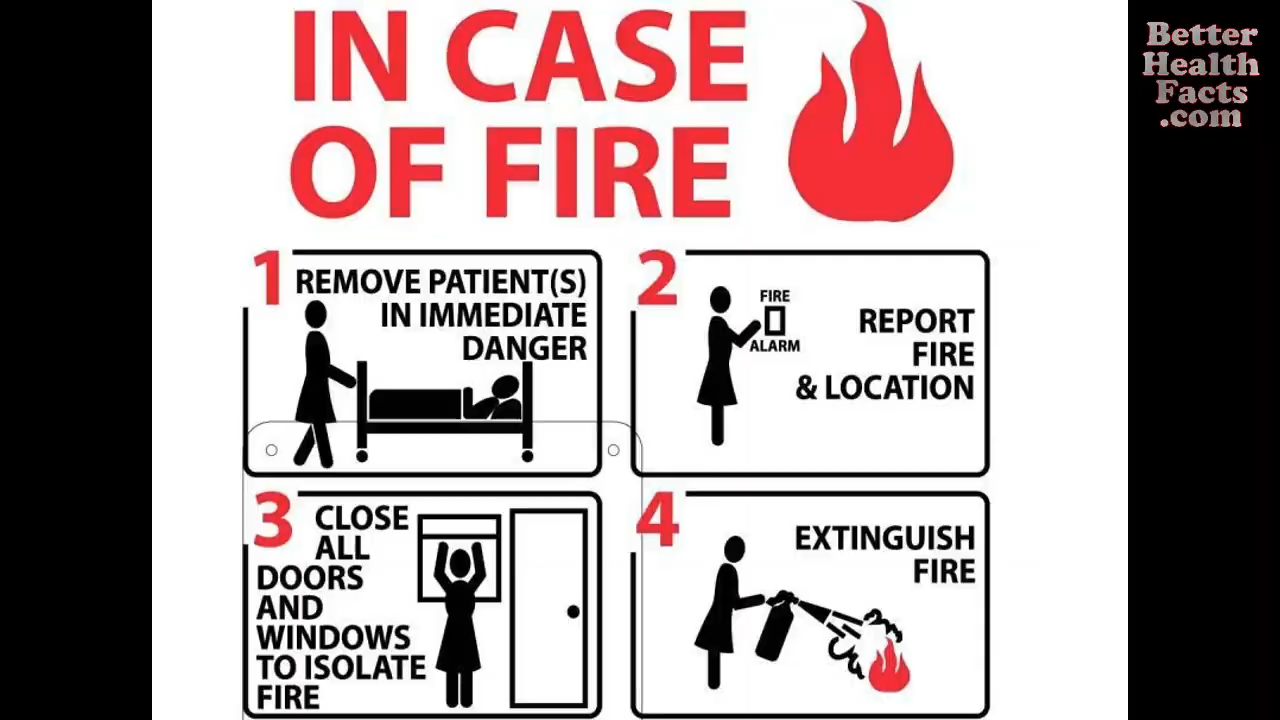 IN CASE
OF FIRE
Better
Health
Facts
.com
1
REMOVE PATIENT(S)
IN IMMEDIATE
DANGER
2
FIRE
ALARM
REPORT
FIRE
& LOCATION
3
CLOSE
ALL
DOORS
AND
WINDOWS
TO ISOLATE
FIRE
4
EXTINGUISH
FIRE